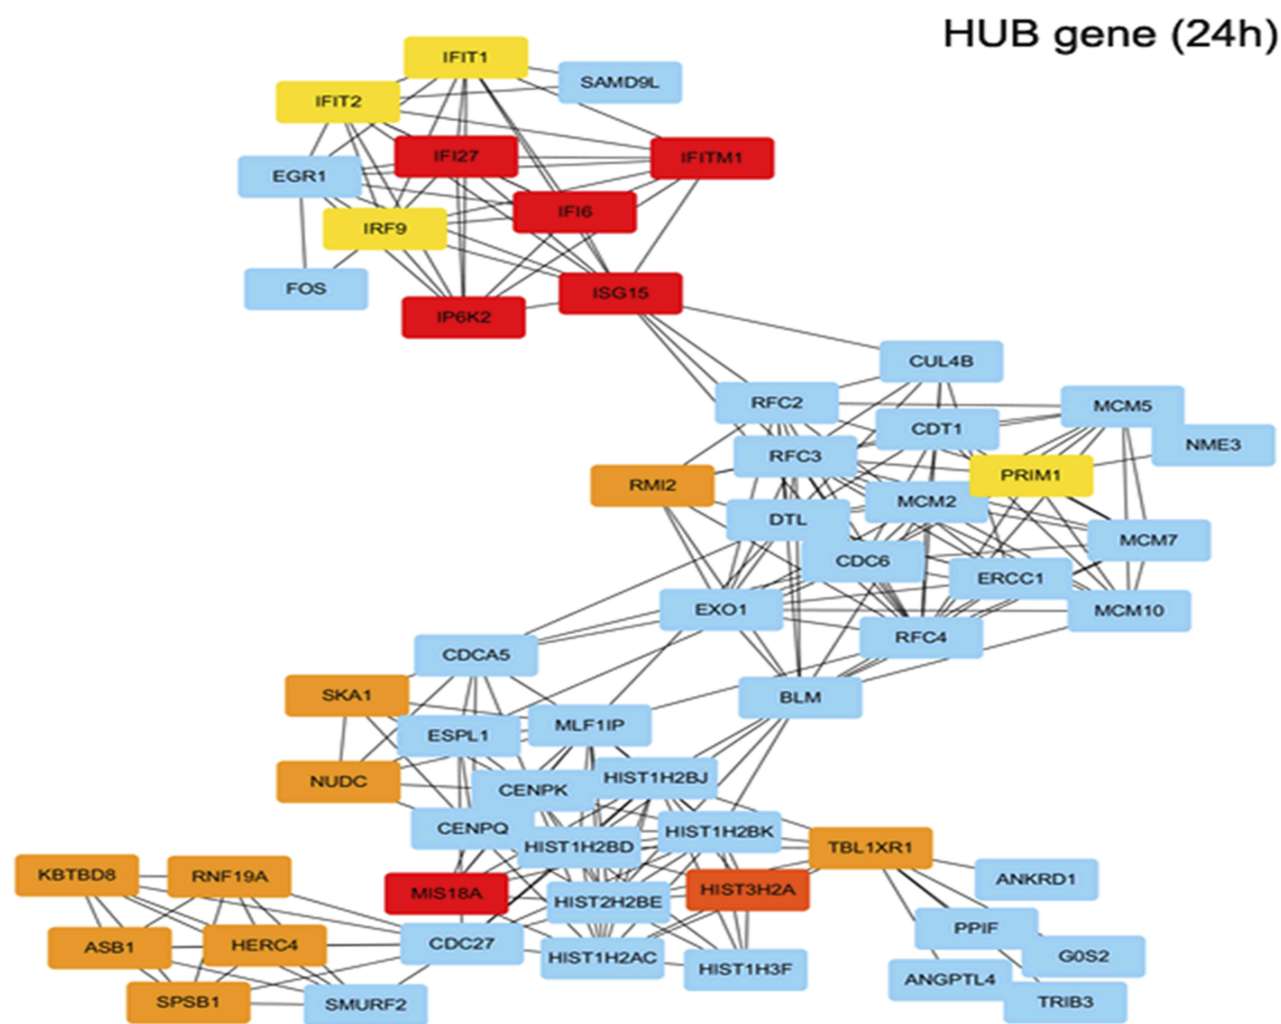 HUB gene (24h)
IFIT1
SAMD9L
IFIT2
IFI27
IFITM1
EGR1
IFI6
IRF9
FOS
ISG15
IP6K2
CUL4B
RFC2
MCM5
CDT1
NME3
RFC3
PRIM1
RMI2
MCM2
DTL
MCM7
CDC6
ERCC1
EXO1
MCM10
RFC4
CDCA5
SKA1
BLM
MLF1IP
ESPL1
HIST1H2BJ
NUDC
CENPK
CENPQ
HIST1H2BK
HIST1H2BD
TBL1XR1
KBTBD8
RNF19A
ANKRD1
MIS18A
HIST3H2A
HIST2H2BE
PPIF
ASB1
HERC4
CDC27
HIST1H2AC
G0S2
HIST1H3F
ANGPTL4
SPSB1
SMURF2
TRIB3